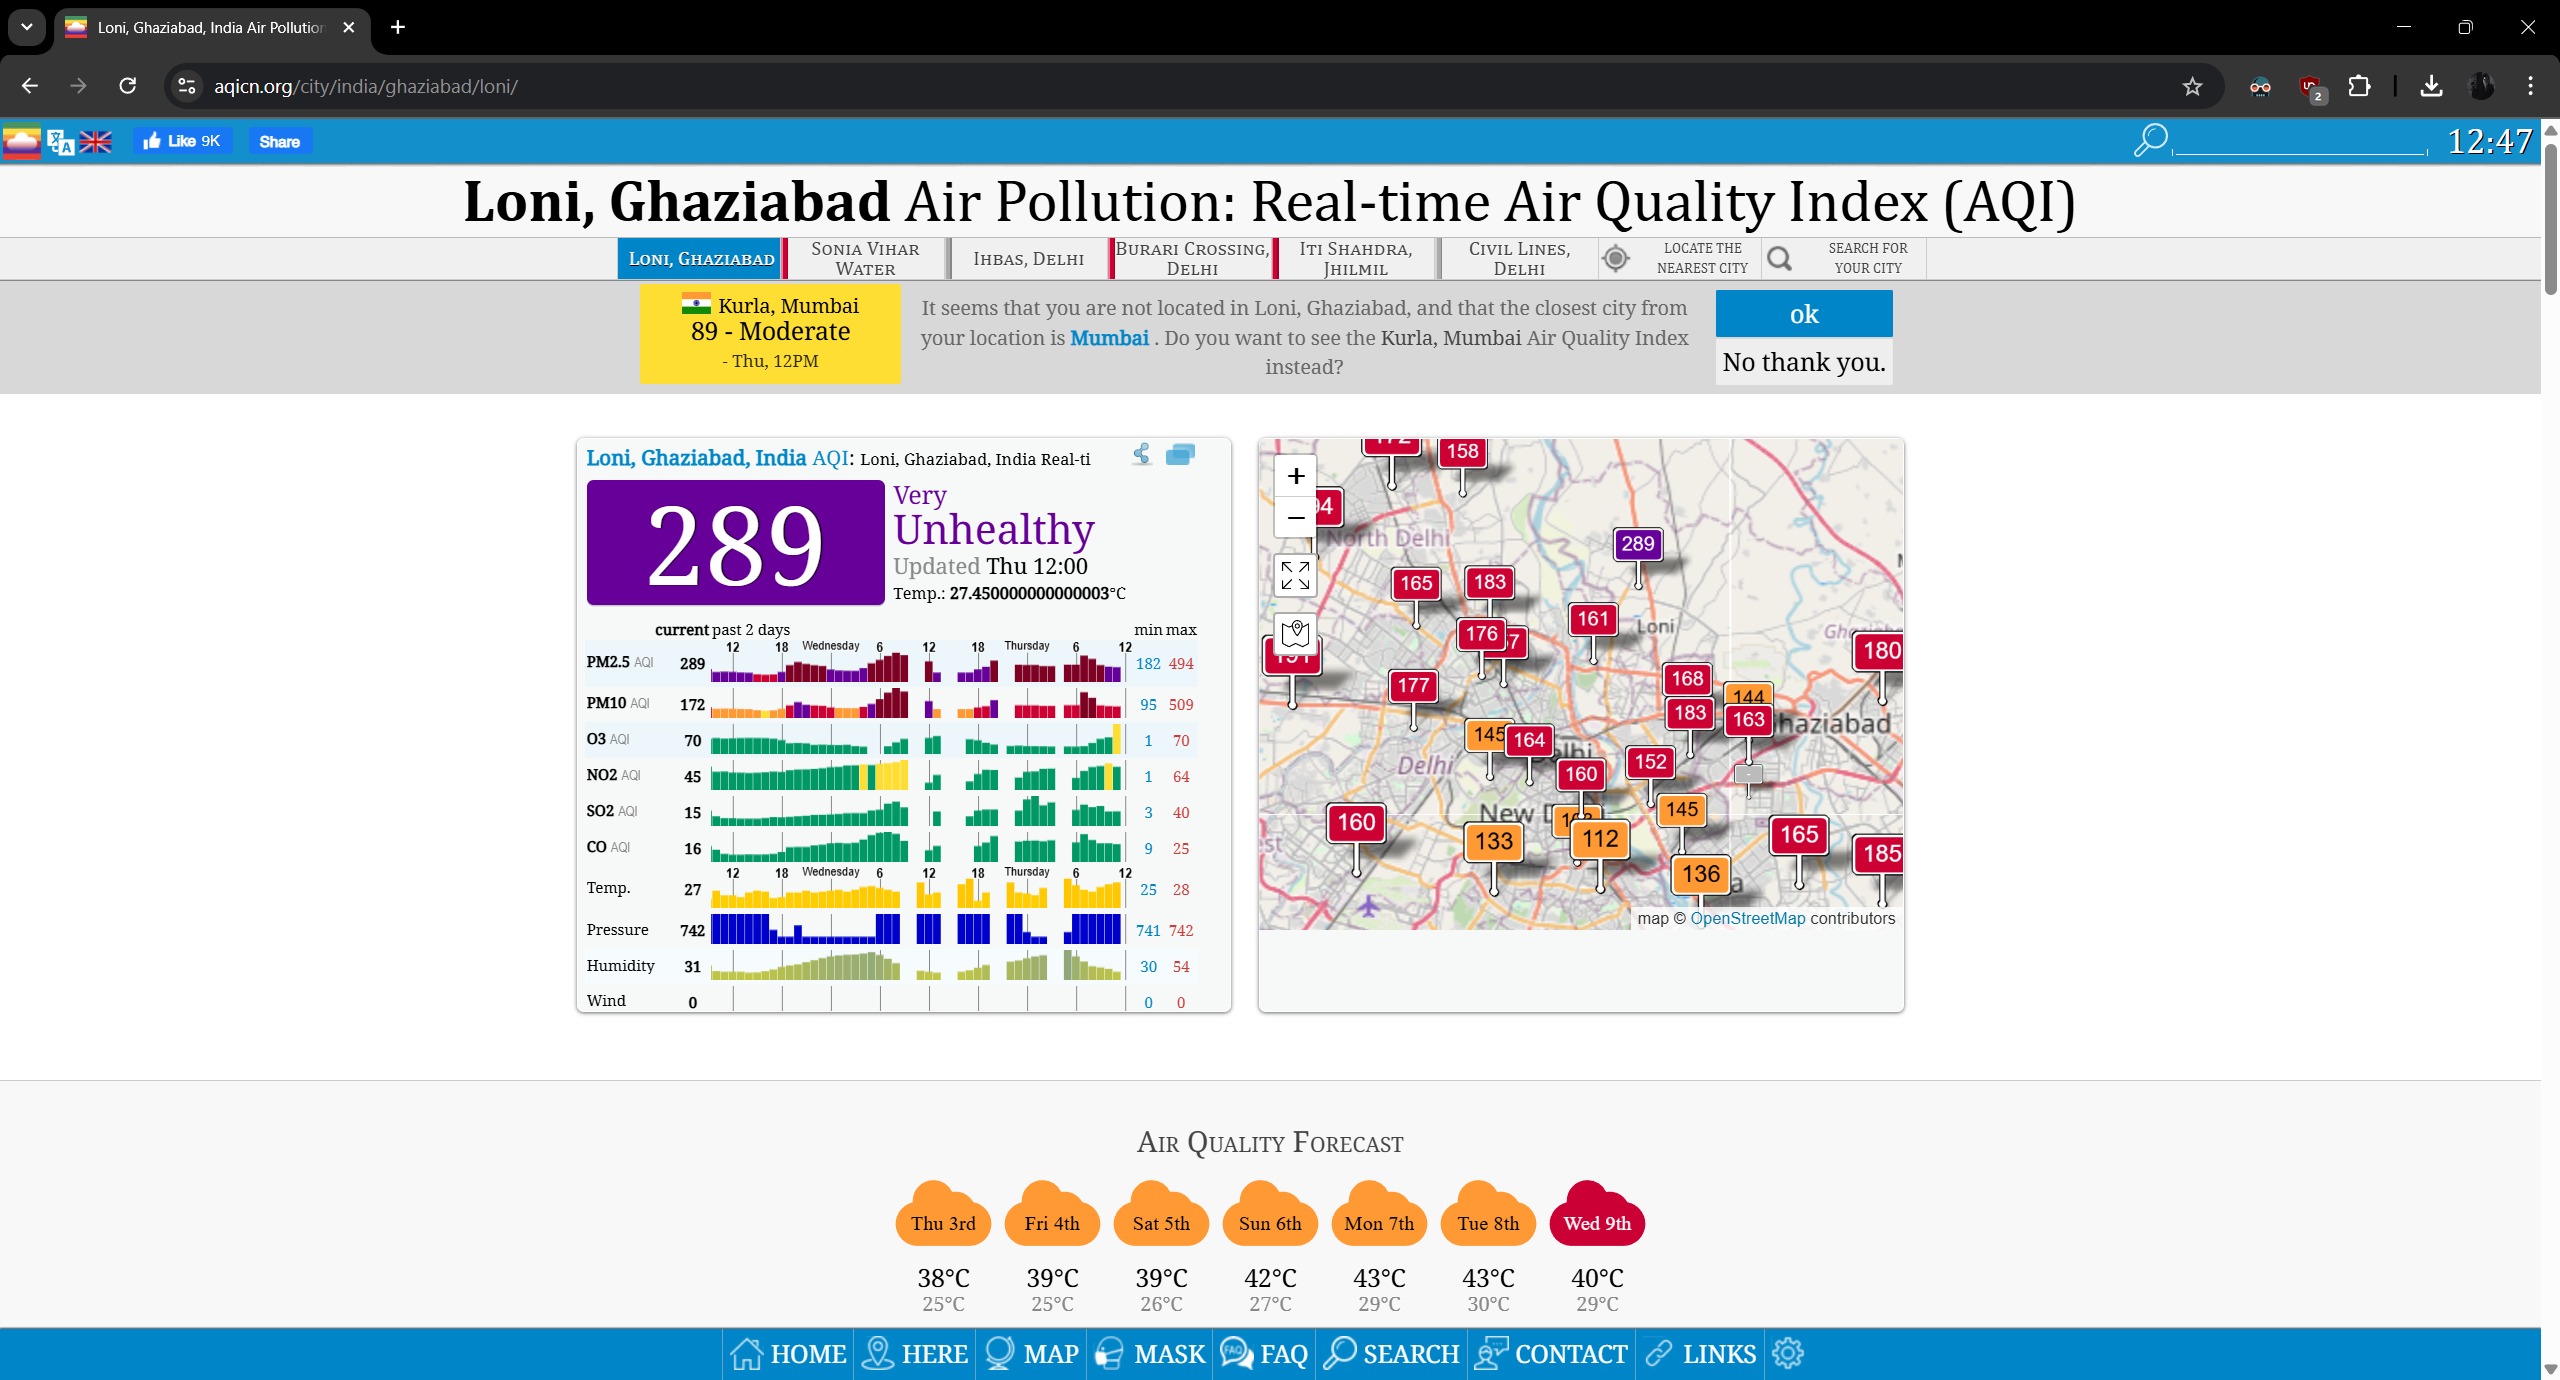 Loni, Ghaziabad, India Air Pollution
aqicn.org/city/india/ghaziabad/loni/
2
Like 9K
Share
12:47
Loni, Ghaziabad Air Pollution: Real-time Air Quality Index (AQI)
LONI, GHAZIABAD
SONIA VIHAR WATER
IHBAS, DELHI
BURARI CROSSING, DELHI
ITI SHAHDRA, JHILMIL
CIVIL LINES, DELHI
LOCATE THE NEAREST CITY
SEARCH FOR YOUR CITY
Kurla, Mumbai
89 - Moderate
- Thu, 12PM
It seems that you are not located in Loni, Ghaziabad, and that the closest city from
your location is Mumbai . Do you want to see the Kurla, Mumbai Air Quality Index
instead?
ok
No thank you.
Loni, Ghaziabad, India AQI: Loni, Ghaziabad, India Real-ti
289
Very
Unhealthy
Updated Thu 12:00
Temp.: 27.450000000000003°C
current past 2 days min max
12 18 Wednesday 6 12 18 Thursday 6 12
PM2.5 AQI 289 182 494
PM10 AQI 172 95 509
O3 AQI 70 1 70
NO2 AQI 45 1 64
SO2 AQI 15 3 40
CO AQI 16 9 25
12 18 Wednesday 6 12 18 Thursday 6 12
Temp. 27 25 28
Pressure 742 741 742
Humidity 31 30 54
Wind 0 0 0
+
−
172
158
94
North Delhi
289
165
183
161
Loni
176
7
191
180
177
168
144
183
163
haziabad
145
164
lhi
Delhi
160
152
-
New D
145
160
133
112
165
185
136
a
est
map © OpenStreetMap contributors
AIR QUALITY FORECAST
Thu 3rd Fri 4th Sat 5th Sun 6th Mon 7th Tue 8th Wed 9th
38°C 39°C 39°C 42°C 43°C 43°C 40°C
25°C 25°C 26°C 27°C 29°C 30°C 29°C
HOME HERE MAP MASK FAQ SEARCH CONTACT LINKS